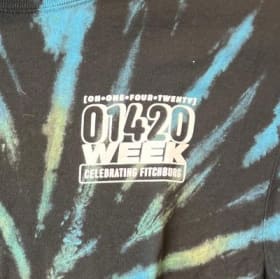 [OH•ONE•FOUR•TWENTY]
01420
WEEK
CELEBRATING FITCHBURG